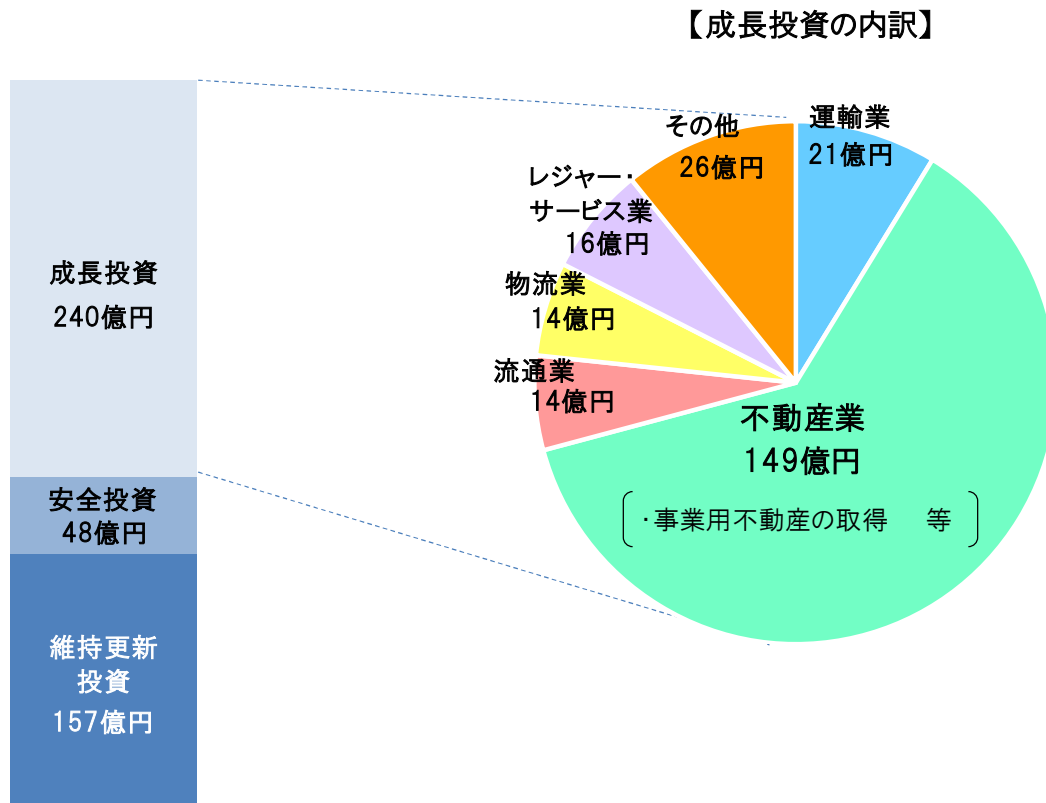 【成長投資の内訳】
成長投資
240億円
安全投資
48億円
維持更新
投資
157億円
運輸業
21億円
不動産業
149億円
・事業用不動産の取得　等
流通業
14億円
物流業
14億円
レジャー・
サービス業
16億円
その他
26億円